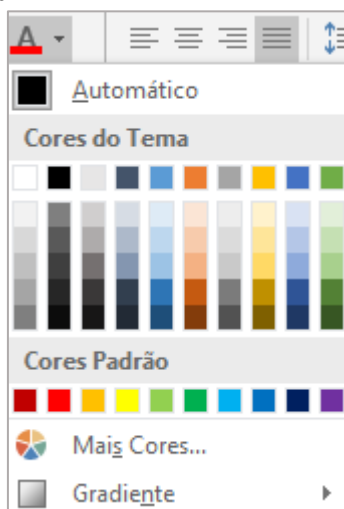 A
Automático
Cores do Tema
Cores Padrão
Mais Cores...
Gradiente